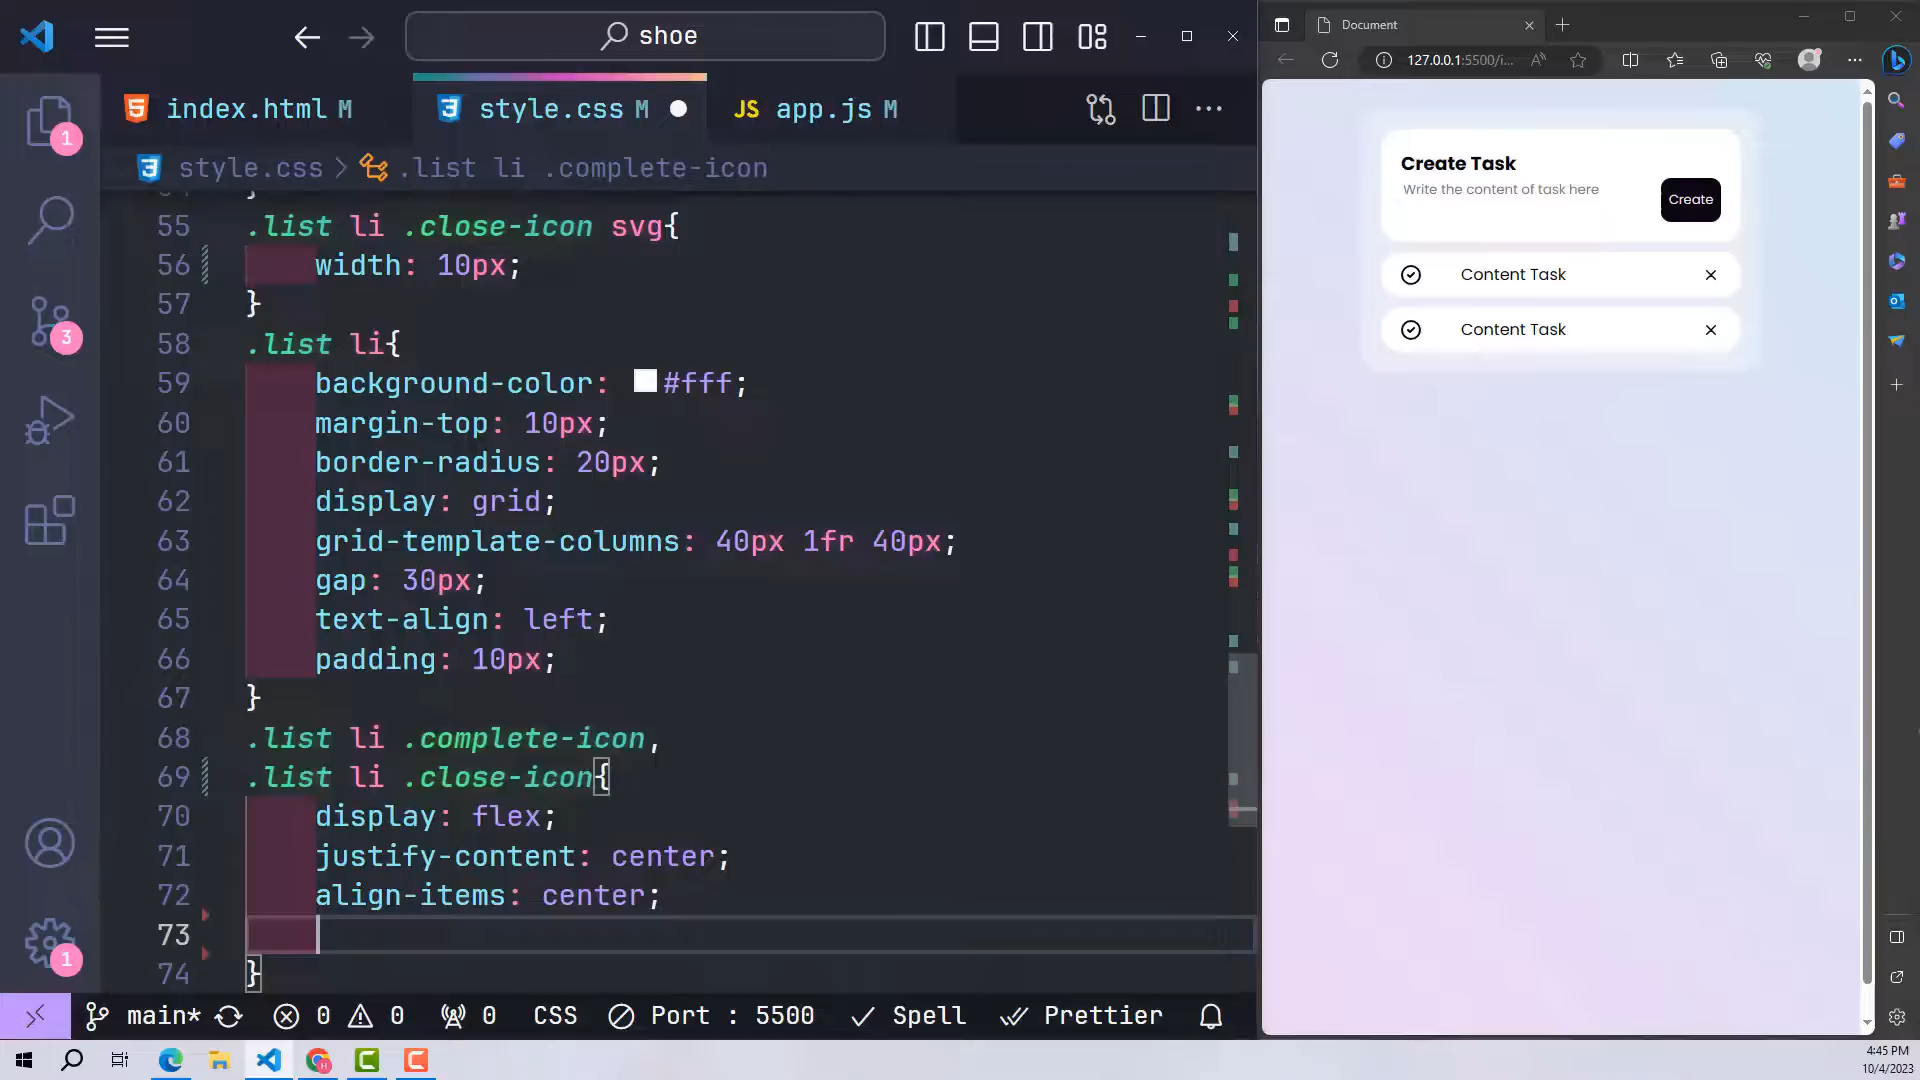 shoe
index.html M
style.css M
JS app.js M
style.css > .list li .complete-icon
55 .list li .close-icon svg{
56 width: 10px;
57 }
58 .list li{
59 background-color: #fff;
60 margin-top: 10px;
61 border-radius: 20px;
62 display: grid;
63 grid-template-columns: 40px 1fr 40px;
64 gap: 30px;
65 text-align: left;
66 padding: 10px;
67 }
68 .list li .complete-icon,
69 .list li .close-icon{
70 display: flex;
71 justify-content: center;
72 align-items: center;
73
74 }
1
3
1
main* 0 0 0 CSS Port : 5500 Spell Prettier
Document
127.0.0.1:5500/i...
Create Task
Write the content of task here
Create
Content Task
Content Task
4:45 PM
10/4/2023